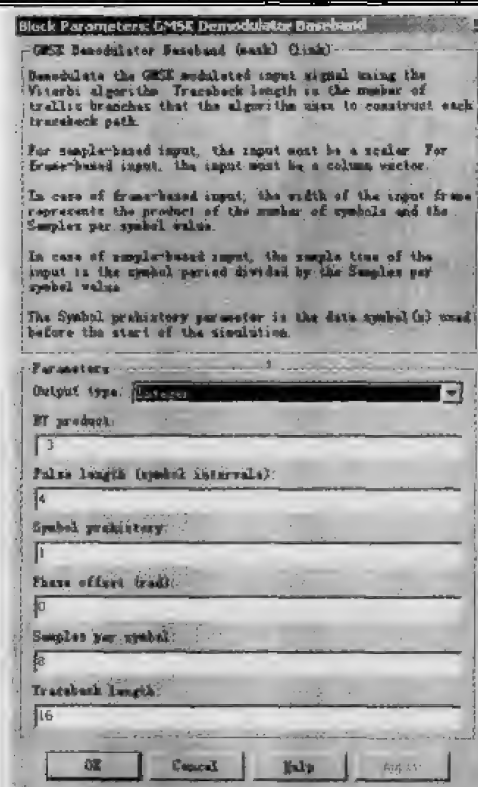 Block Parameters: GMSK Demodulator Baseband
GMSK Demodulator Baseband (mask) (link)
Demodulate the GMSK modulated input signal using the
Viterbi algorithm. Traceback length is the number of
trellis branches that the algorithm uses to construct each
traceback path.
For sample-based input, the input must be a scalar. For
frame-based input, the input must be a column vector.
In case of frame-based input, the width of the input frame
represents the product of the number of symbols and the
Samples per symbol value.
In case of sample-based input, the sample time of the
input is the symbol period divided by the Samples per
symbol value
The Symbol prehistory parameter is the data symbol(s) used
before the start of the simulation.
Parameters
Output type: Integer
BT product:
3
Pulse length (symbol intervals):
4
Symbol prehistory:
1
Phase offset (rad):
0
Samples per symbol:
8
Traceback length:
16
OK Cancel Help Apply